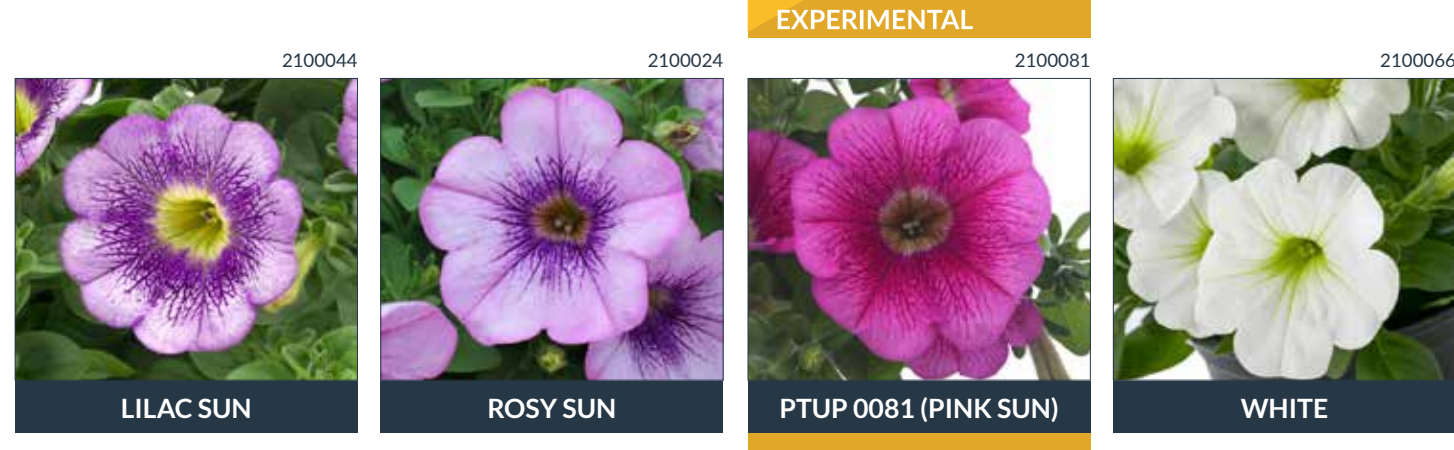 EXPERIMENTAL
2100044
2100024
2100081
2100066
LILAC SUN
ROSY SUN
PTUP 0081 (PINK SUN)
WHITE